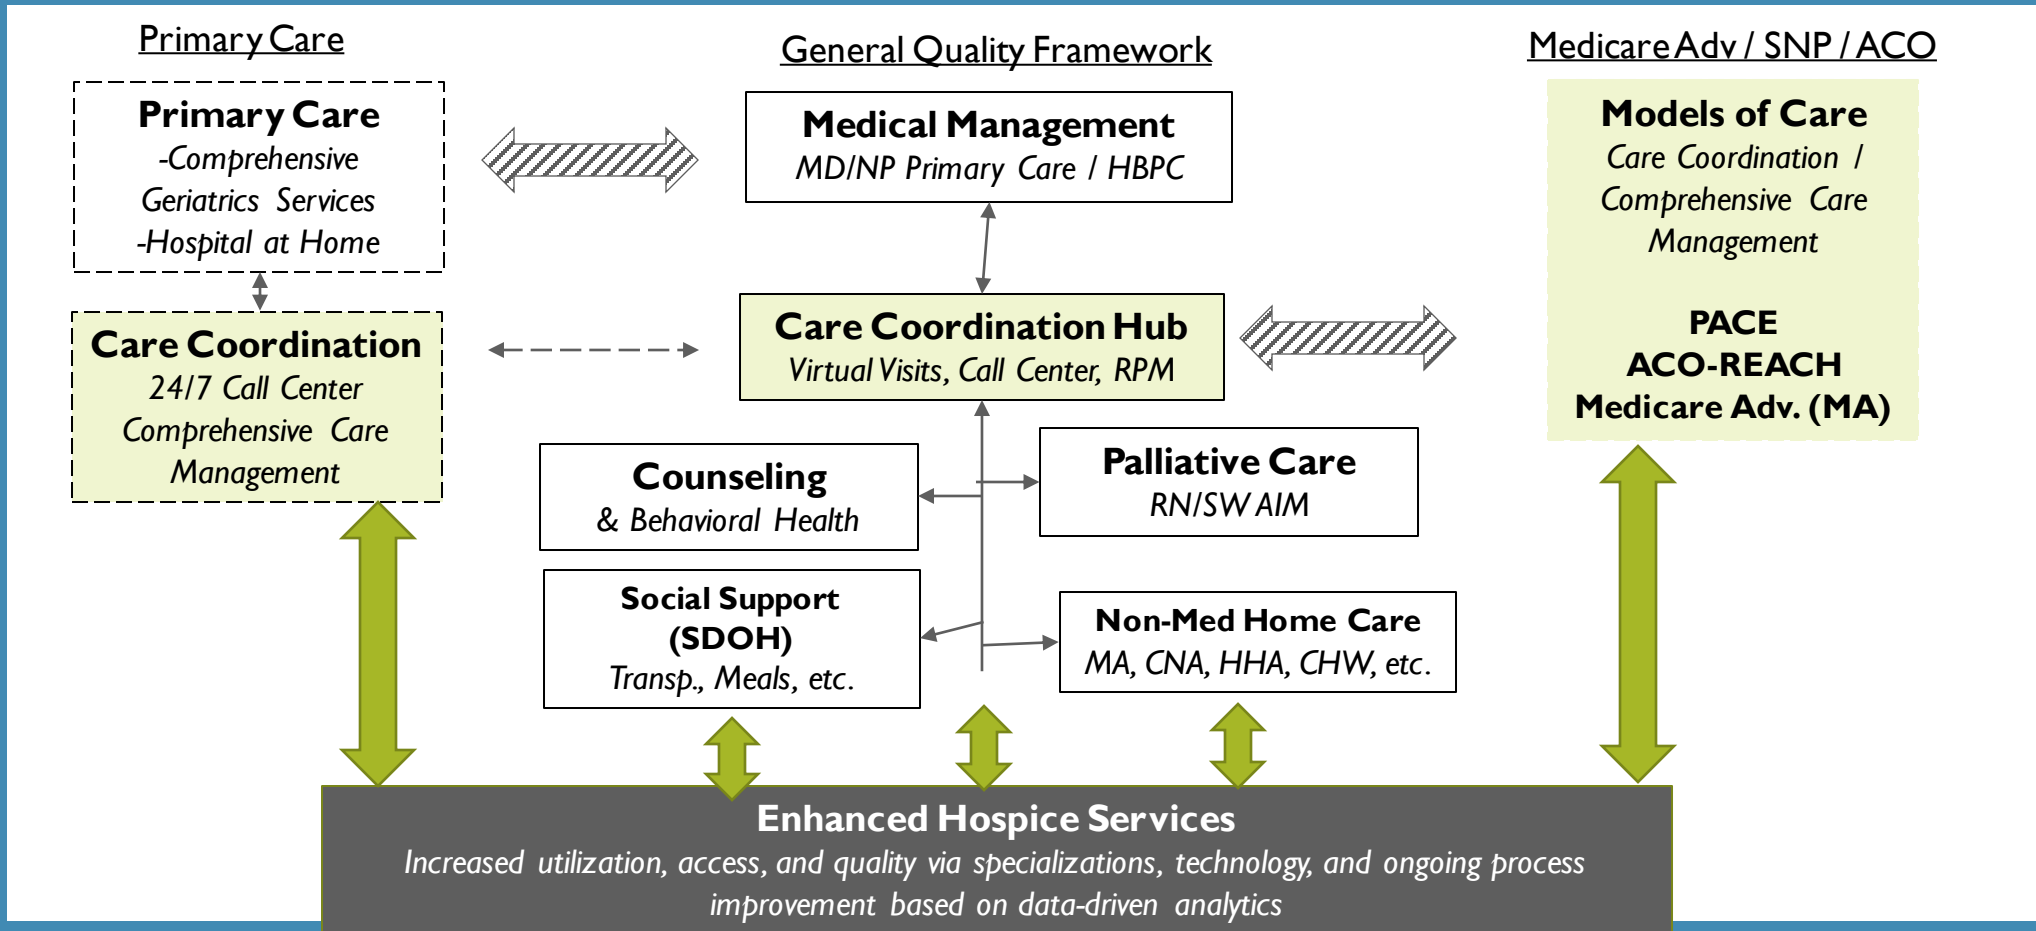 Primary Care
Primary Care
-Comprehensive
Geriatrics Services
-Hospital at Home
Care Coordination
24/7 Call Center
Comprehensive Care
Management
General Quality Framework
Medical Management
MD/NP Primary Care / HBPC
Care Coordination Hub
Virtual Visits, Call Center, RPM
Counseling
& Behavioral Health
Palliative Care
RN/SW AIM
Social Support
(SDOH)
Transp., Meals, etc.
Non-Med Home Care
MA, CNA, HHA, CHW, etc.
Medicare Adv / SNP / ACO
Models of Care
Care Coordination /
Comprehensive Care
Management
PACE
ACO-REACH
Medicare Adv. (MA)
Enhanced Hospice Services
Increased utilization, access, and quality via specializations, technology, and ongoing process
improvement based on data-driven analytics